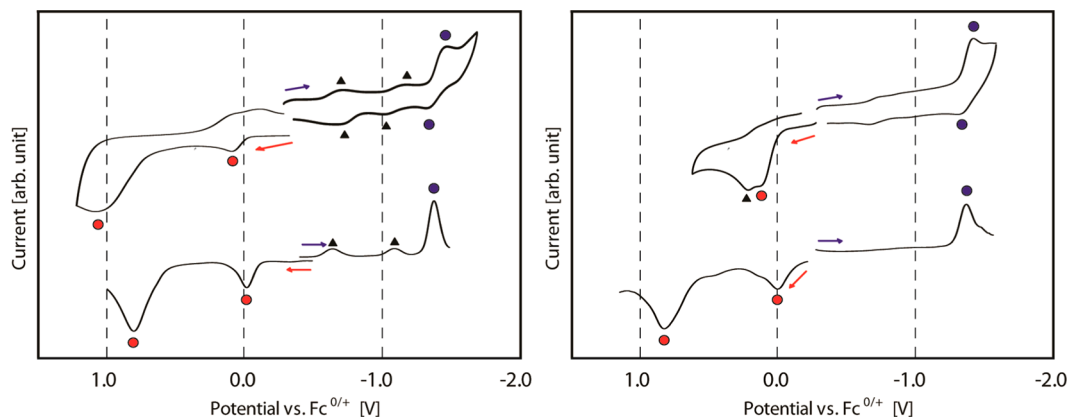 Current [arb. unit]
1.0 0.0 -1.0 -2.0
Potential vs. Fc 0/+ [V]
Current [arb. unit]
1.0 0.0 -1.0 -2.0
Potential vs. Fc 0/+ [V]